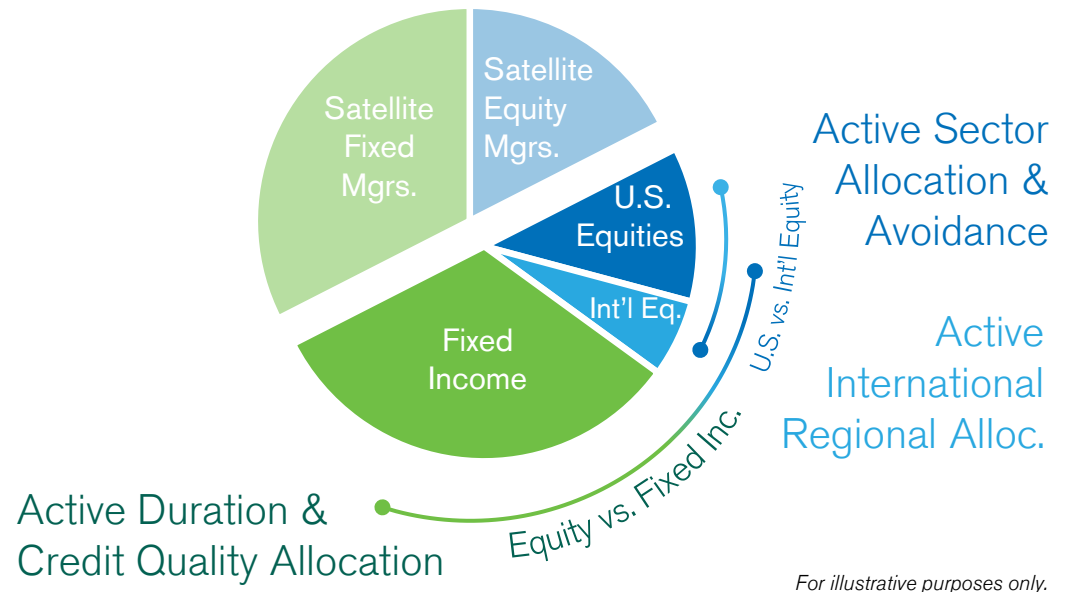 Satellite
Fixed
Mgrs.
Satellite
Equity
Mgrs.
U.S.
Equities
Int'l Eq.
Fixed
Income
U.S. vs. Int'l Equity
Equity vs. Fixed Inc.
Active Sector
Allocation &
Avoidance
Active
International
Regional Alloc.
Active Duration &
Credit Quality Allocation
For illustrative purposes only.